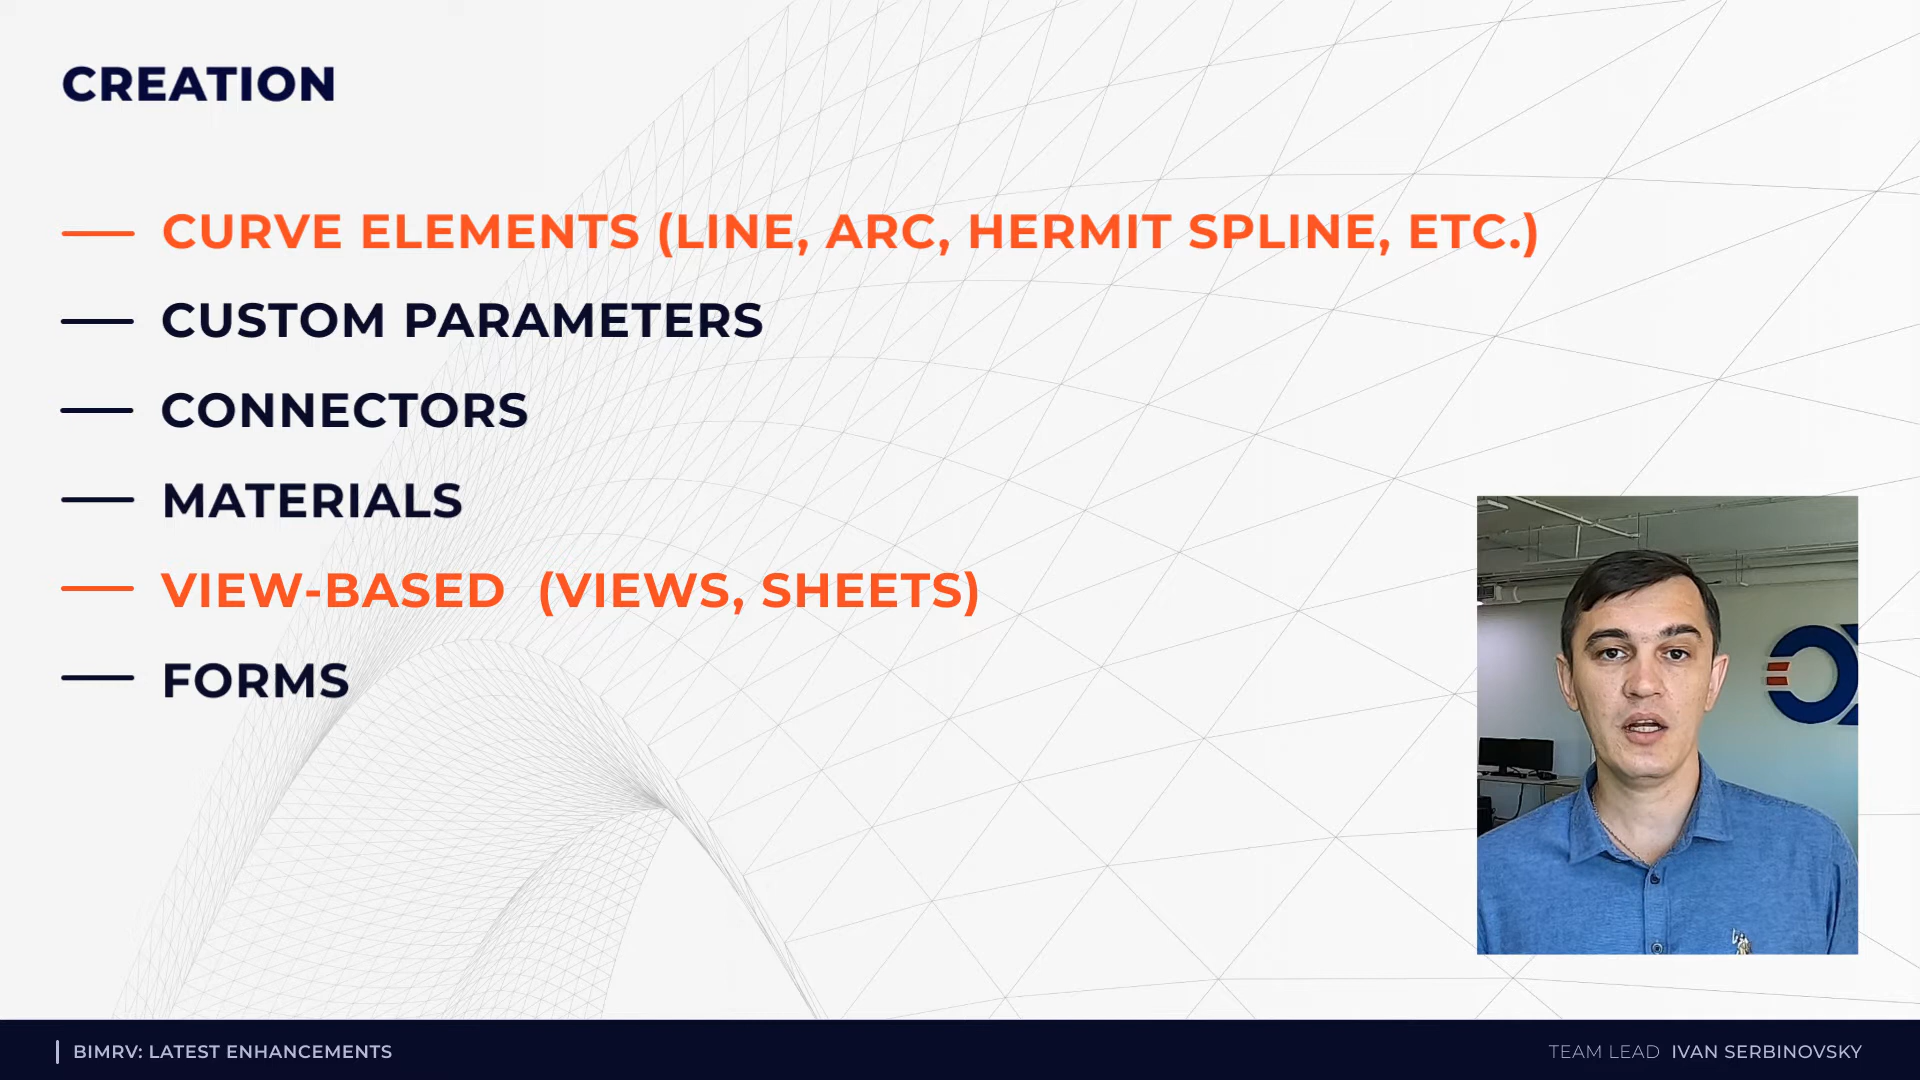 CREATION
CURVE ELEMENTS (LINE, ARC, HERMIT SPLINE, ETC.)
CUSTOM PARAMETERS
CONNECTORS
MATERIALS
VIEW-BASED (VIEWS, SHEETS)
FORMS
BIMRV: LATEST ENHANCEMENTS
TEAM LEAD IVAN SERBINOVSKY